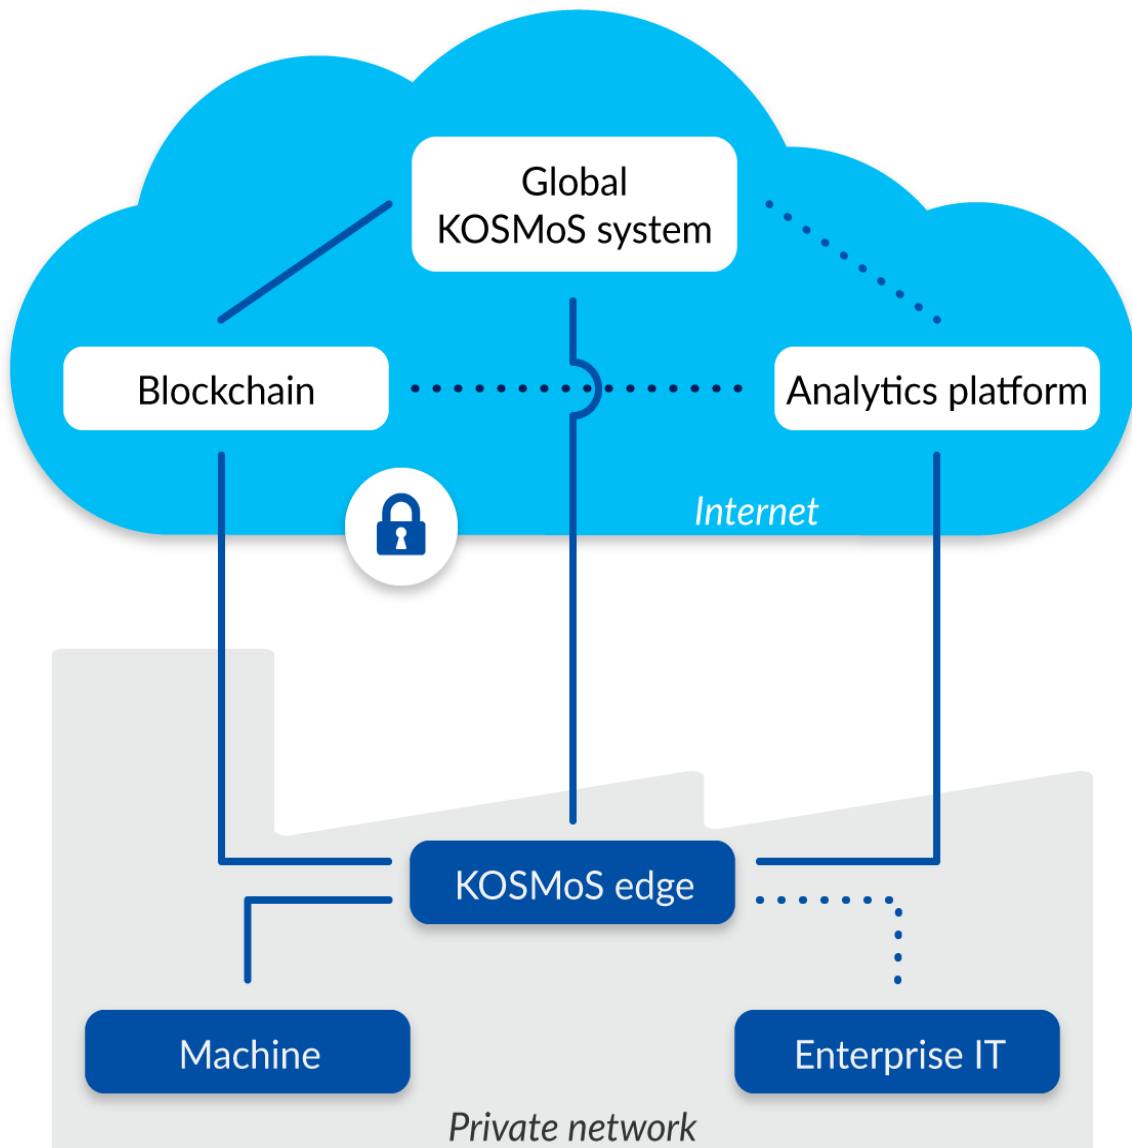 Global
KOSMoS system
Blockchain
Analytics platform
Internet
KOSMoS edge
Machine
Enterprise IT
Private network